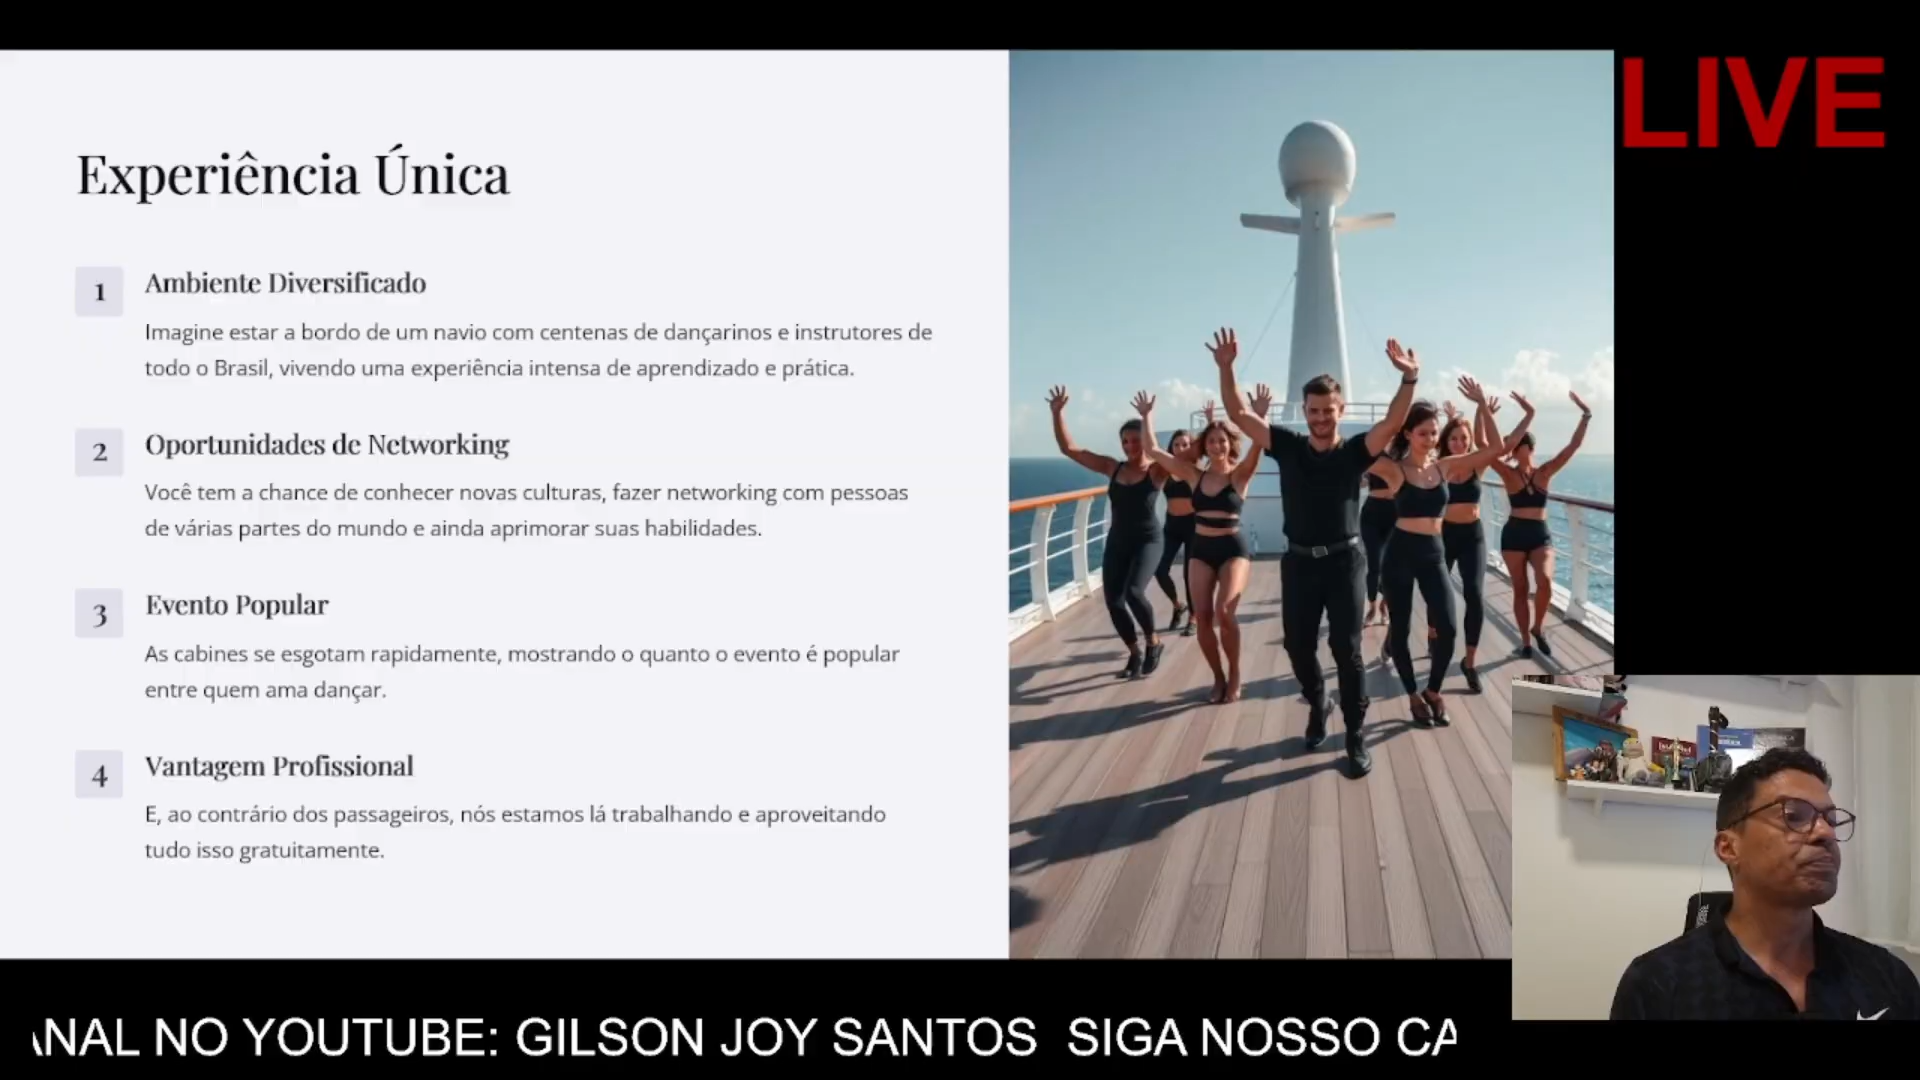 LIVE
Experiência Única
1
Ambiente Diversificado
Imagine estar a bordo de um navio com centenas de dançarinos e instrutores de
todo o Brasil, vivendo uma experiência intensa de aprendizado e prática.
2
Oportunidades de Networking
Você tem a chance de conhecer novas culturas, fazer networking com pessoas
de várias partes do mundo e ainda aprimorar suas habilidades.
3
Evento Popular
As cabines se esgotam rapidamente, mostrando o quanto o evento é popular
entre quem ama dançar.
4
Vantagem Profissional
E, ao contrário dos passageiros, nós estamos lá trabalhando e aproveitando
tudo isso gratuitamente.
NAL NO YOUTUBE: GILSON JOY SANTOS SIGA NOSSO CA